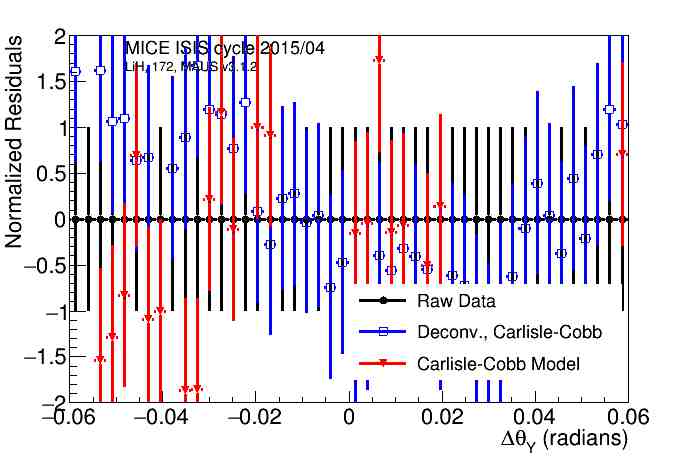 Normalized Residuals
MICE ISIS cycle 2015/04
LiH, 172, MAUS v3.1.2
2
1.5
1
0.5
0
−0.5
−1
−1.5
−2
−0.06 −0.04 −0.02 0 0.02 0.04 0.06
Raw Data
Deconv., Carlisle-Cobb
Carlisle-Cobb Model
Δθ_Y (radians)